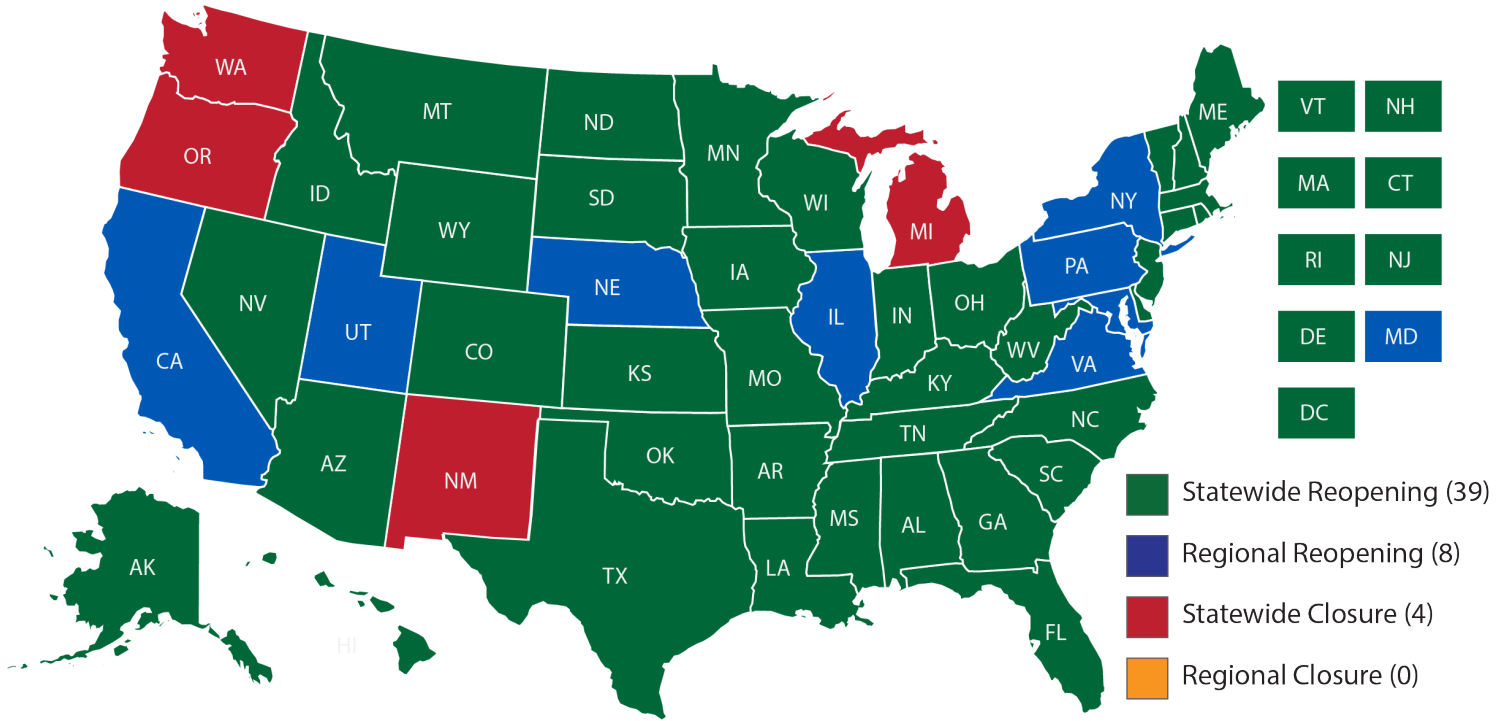 WA
MT
ND
MN
ME
VT
NH
OR
ID
SD
WI
NY
MA
CT
WY
MI
IA
PA
RI
NJ
NE
NV
UT
CO
IL
IN
OH
WV
VA
DE
MD
CA
KS
MO
KY
DC
AZ
NM
OK
AR
TN
NC
SC
Statewide Reopening (39)
MS
AL
GA
Regional Reopening (8)
AK
TX
LA
Statewide Closure (4)
HI
FL
Regional Closure (0)